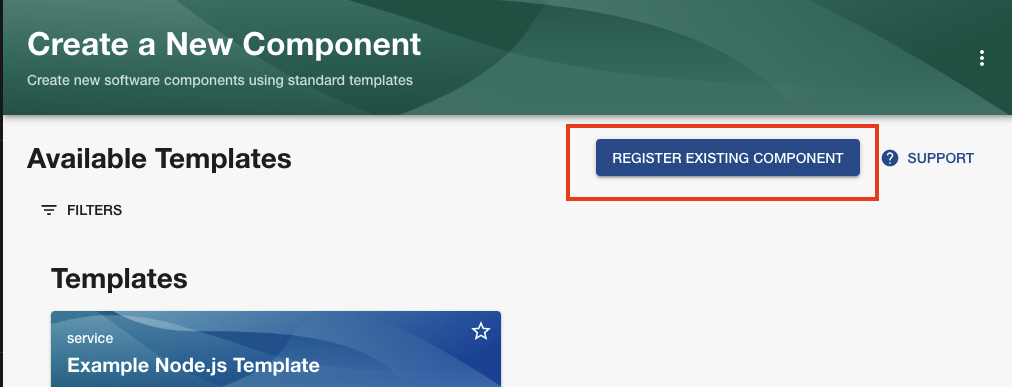 Create a New Component
Create new software components using standard templates
Available Templates
REGISTER EXISTING COMPONENT
SUPPORT
FILTERS
Templates
service
Example Node.js Template